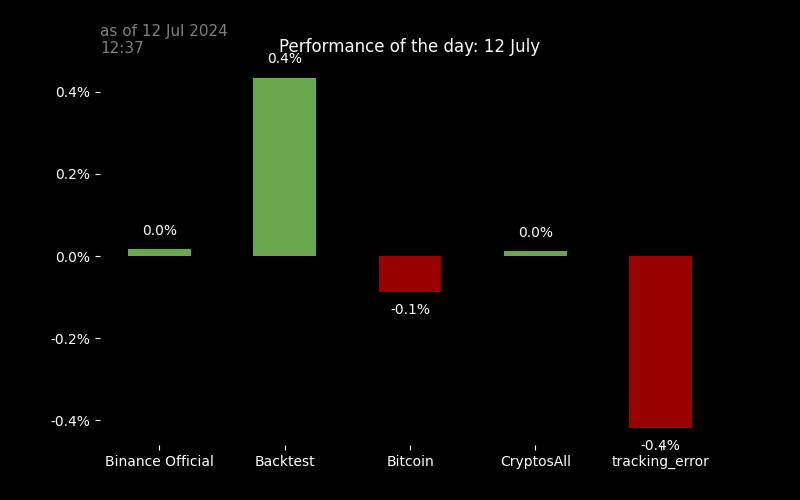 as of 12 Jul 2024
12:37
Performance of the day: 12 July
0.4%
0.4%
0.2%
0.0%
0.0%
0.0%
-0.1%
-0.2%
-0.4%
-0.4%
Binance Official
Backtest
Bitcoin
CryptosAll
tracking_error